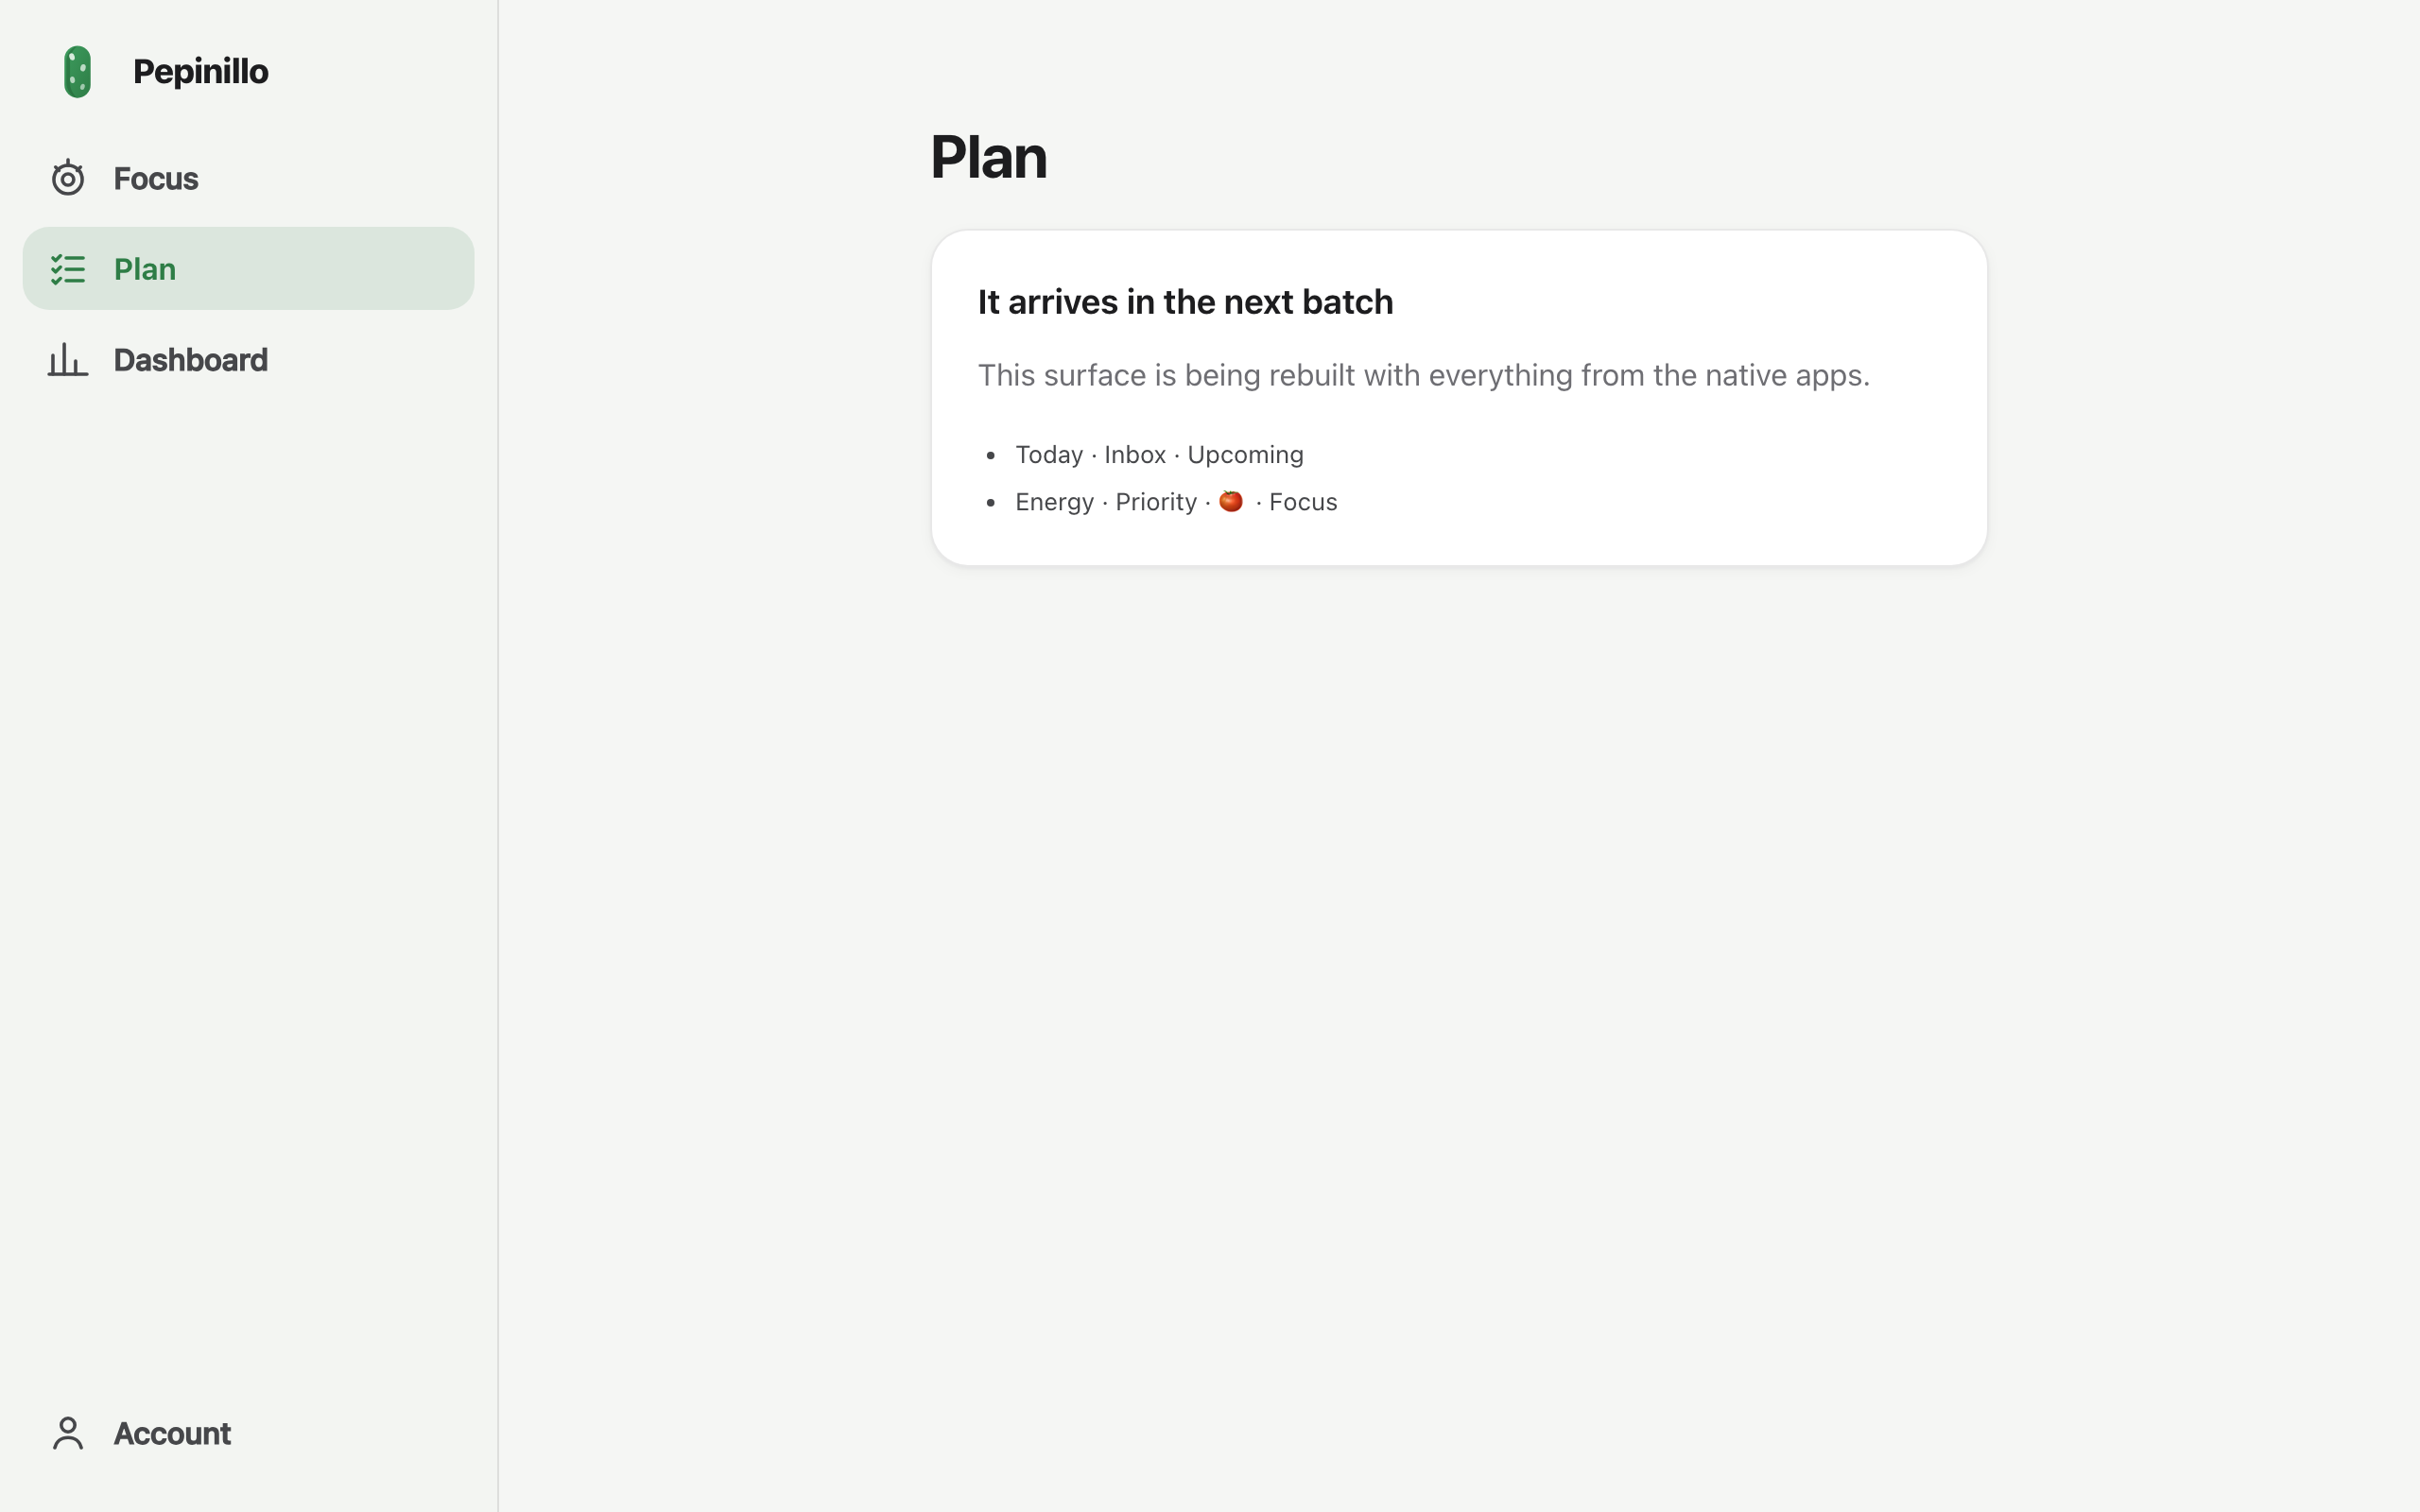 Pepinillo
Focus
Plan
Dashboard
Account
Plan
It arrives in the next batch
This surface is being rebuilt with everything from the native apps.
• Today · Inbox · Upcoming
• Energy · Priority · 🍅 · Focus